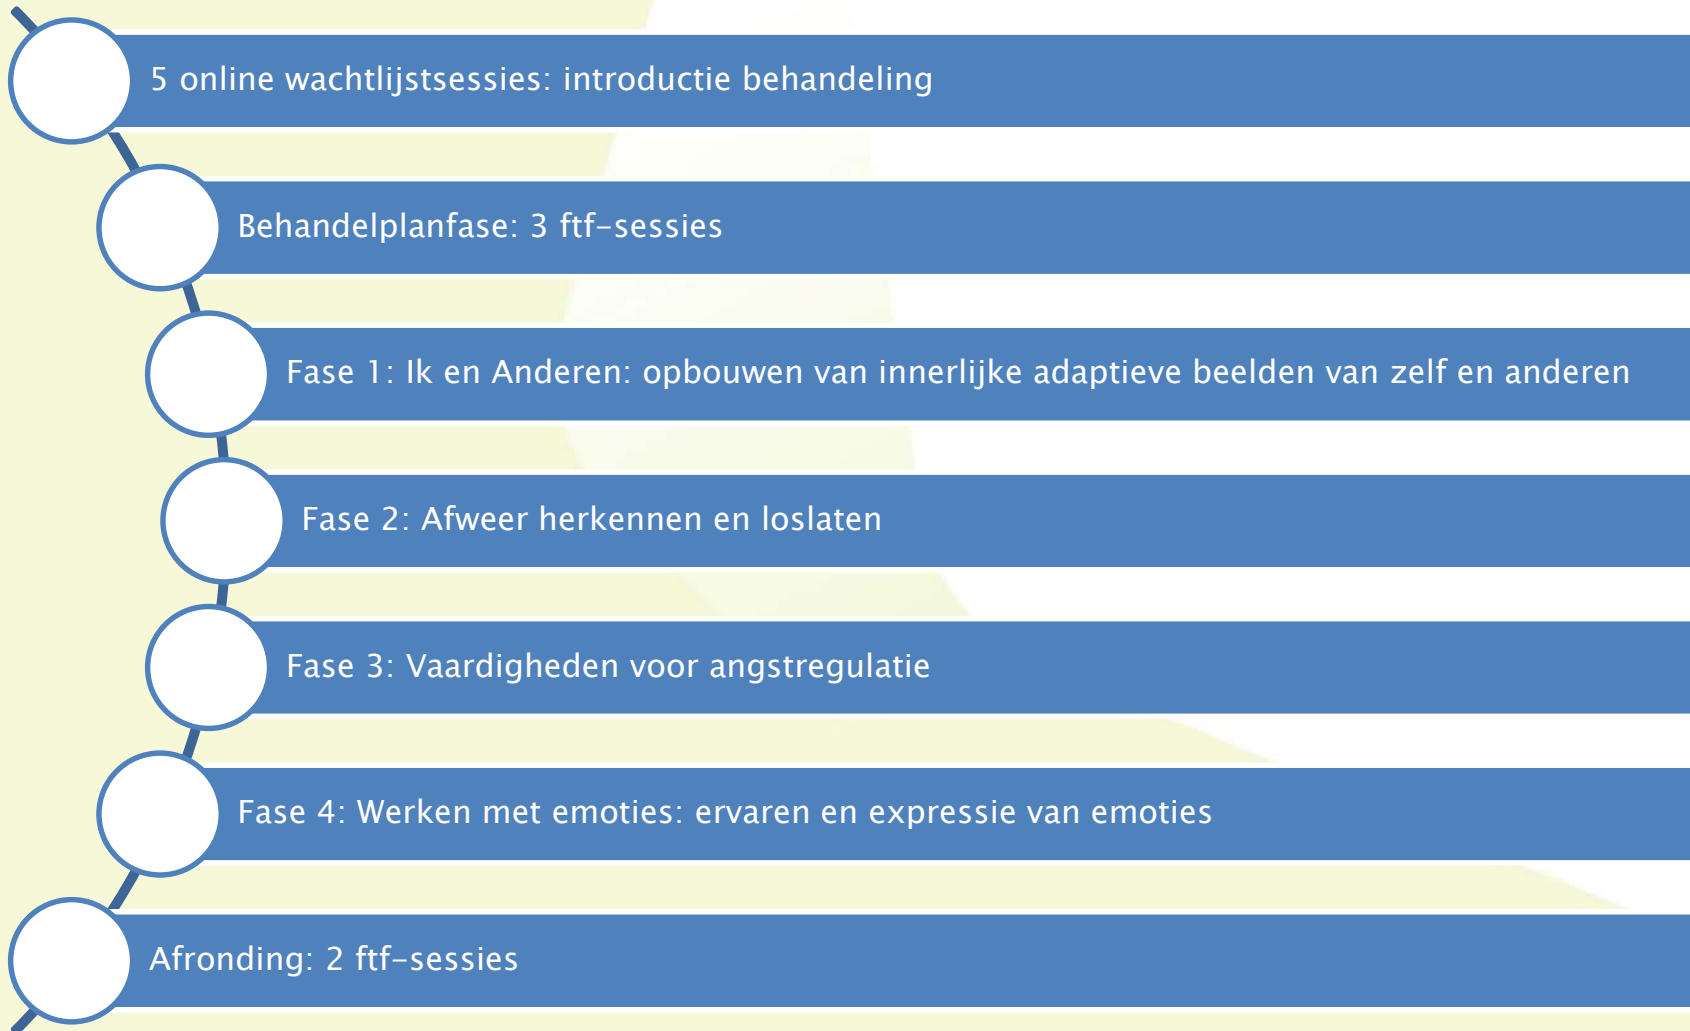 5 online wachtlijstsessies: introductie behandeling
Behandelplanfase: 3 ftf-sessies
Fase 1: Ik en Anderen: opbouwen van innerlijke adaptieve beelden van zelf en anderen
Fase 2: Afweer herkennen en loslaten
Fase 3: Vaardigheden voor angstregulatie
Fase 4: Werken met emoties: ervaren en expressie van emoties
Afronding: 2 ftf-sessies